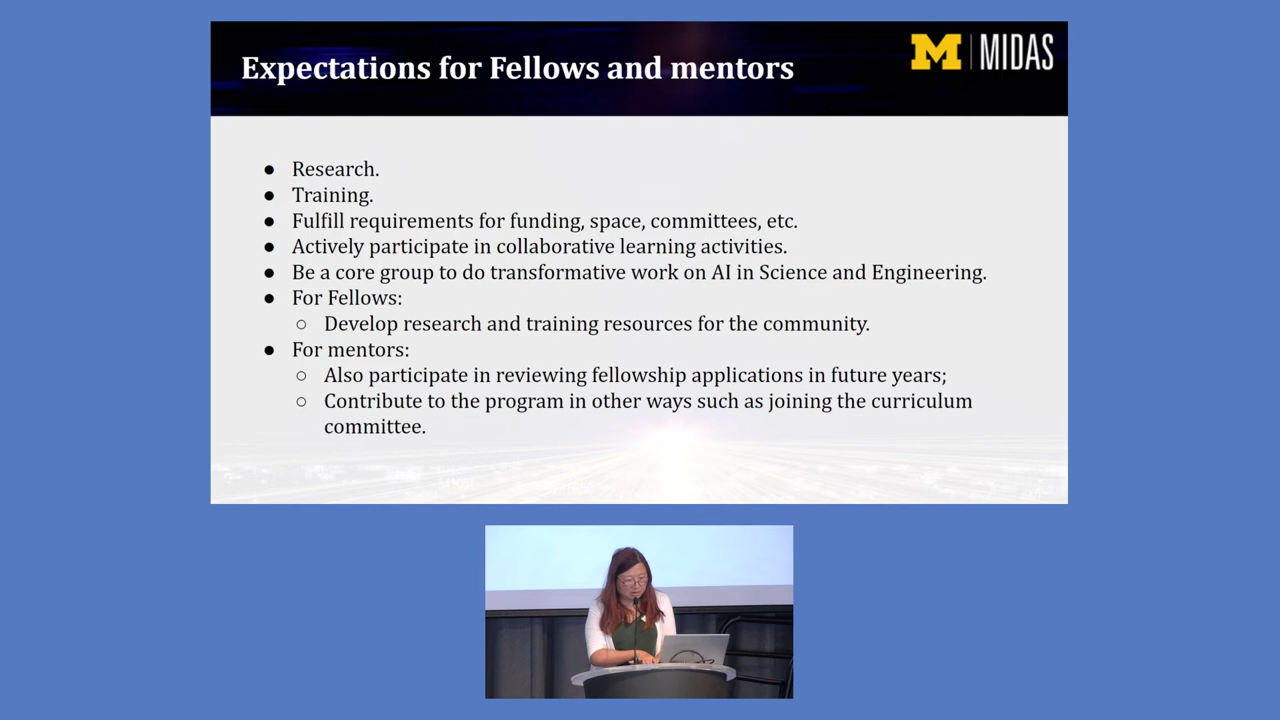 Expectations for Fellows and mentors
M | MIDAS
● Research.
● Training.
● Fulfill requirements for funding, space, committees, etc.
● Actively participate in collaborative learning activities.
● Be a core group to do transformative work on AI in Science and Engineering.
● For Fellows:
○ Develop research and training resources for the community.
● For mentors:
○ Also participate in reviewing fellowship applications in future years;
○ Contribute to the program in other ways such as joining the curriculum
committee.